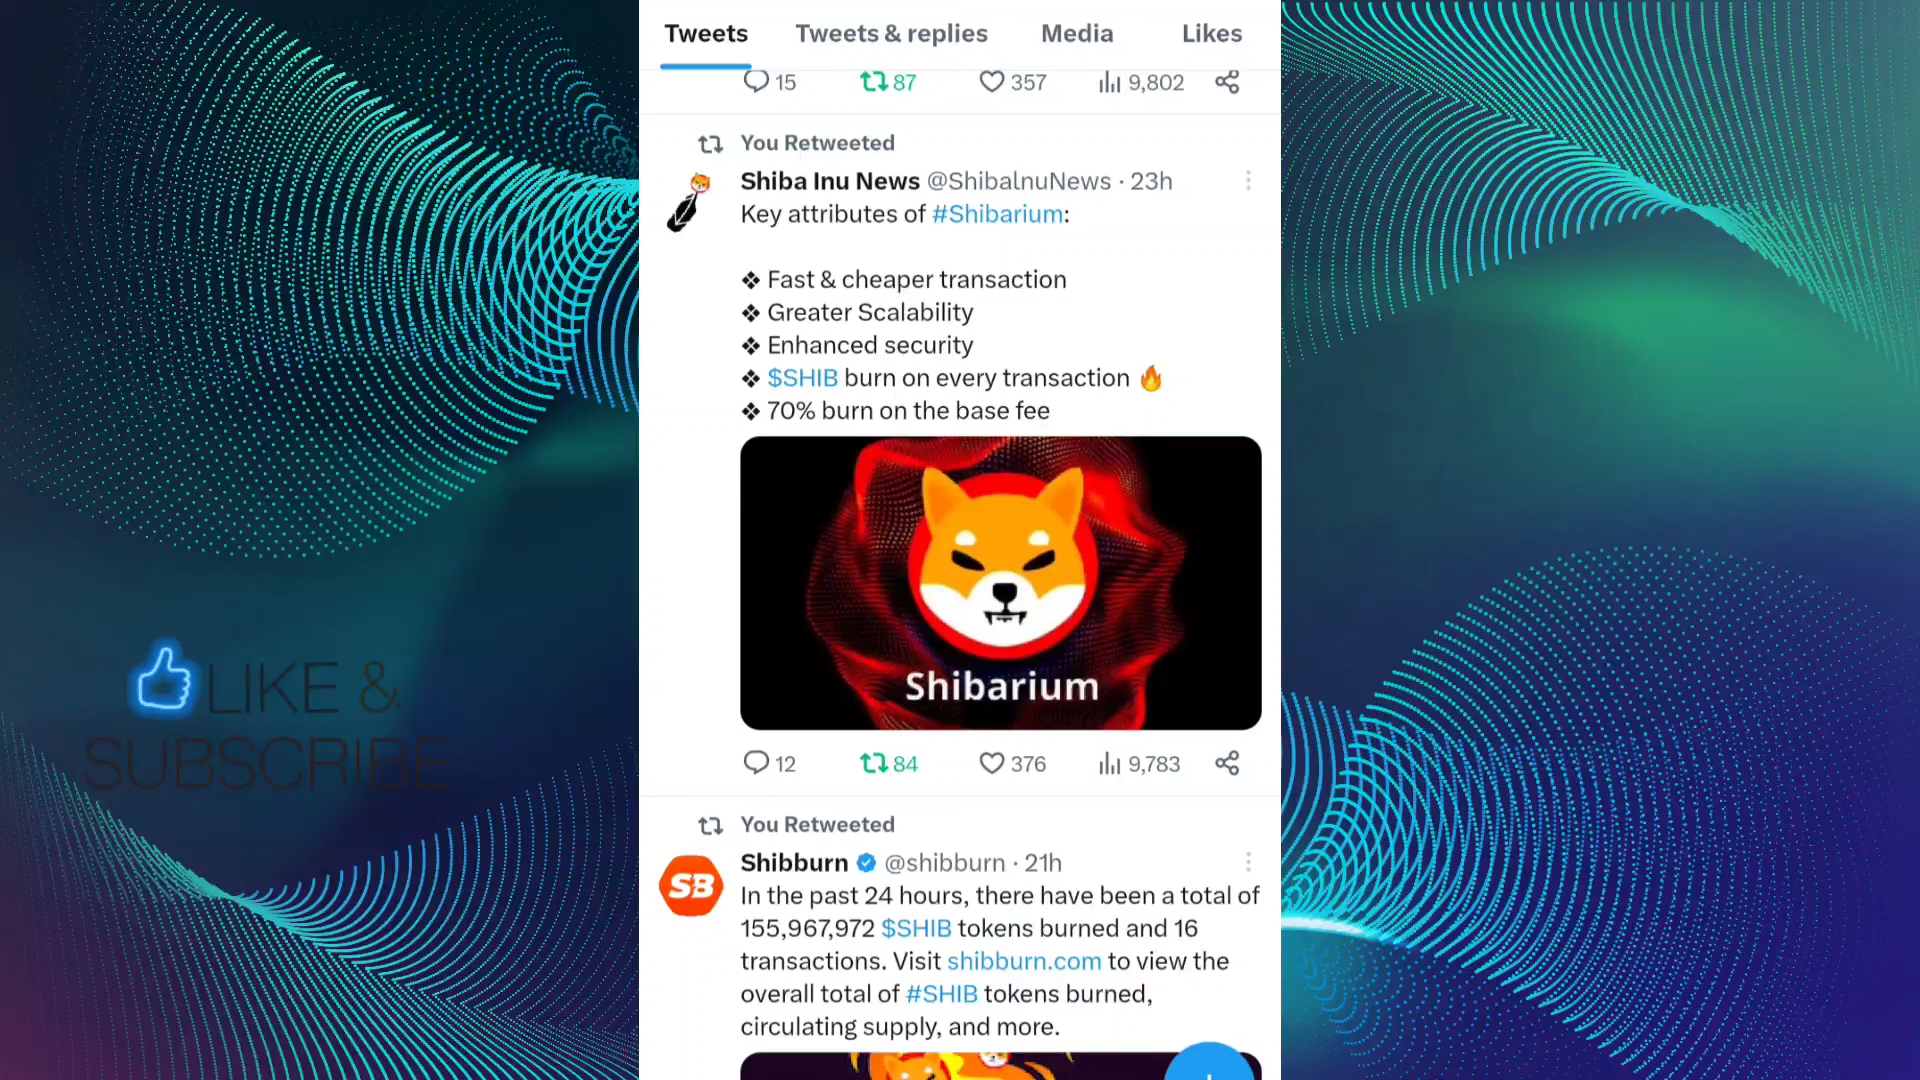 Tweets Tweets & replies Media Likes
15 87 357 9,802
You Retweeted
Shiba Inu News @ShibaInuNews · 23h
Key attributes of #Shibarium:
❖ Fast & cheaper transaction
❖ Greater Scalability
❖ Enhanced security
❖ $SHIB burn on every transaction 🔥
❖ 70% burn on the base fee
Shibarium
12 84 376 9,783
You Retweeted
Shibburn @shibburn · 21h
SB
In the past 24 hours, there have been a total of
155,967,972 $SHIB tokens burned and 16
transactions. Visit shibburn.com to view the
overall total of #SHIB tokens burned,
circulating supply, and more.
LIKE &
SUBSCRIBE